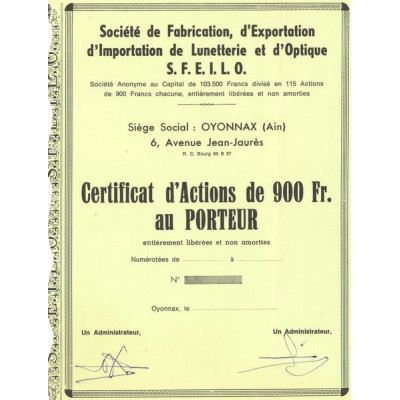 Société de Fabrication, d'Exportation
d'Importation de Lunetterie et d'Optique
S. F. E. I. L. O.
Société Anonyme au Capital de 103.500 Francs divisé en 115 Actions
de 900 Francs chacune, entièrement libérées et non amorties
Siège Social : OYONNAX (Ain)
6, Avenue Jean-Jaurès
R. C. Bourg 63 B 97
Certificat d'Actions de 900 Fr.
au PORTEUR
entièrement libérées et non amorties
Numérotées de à
N°
Oyonnax, le
Un Administrateur, Un Administrateur,